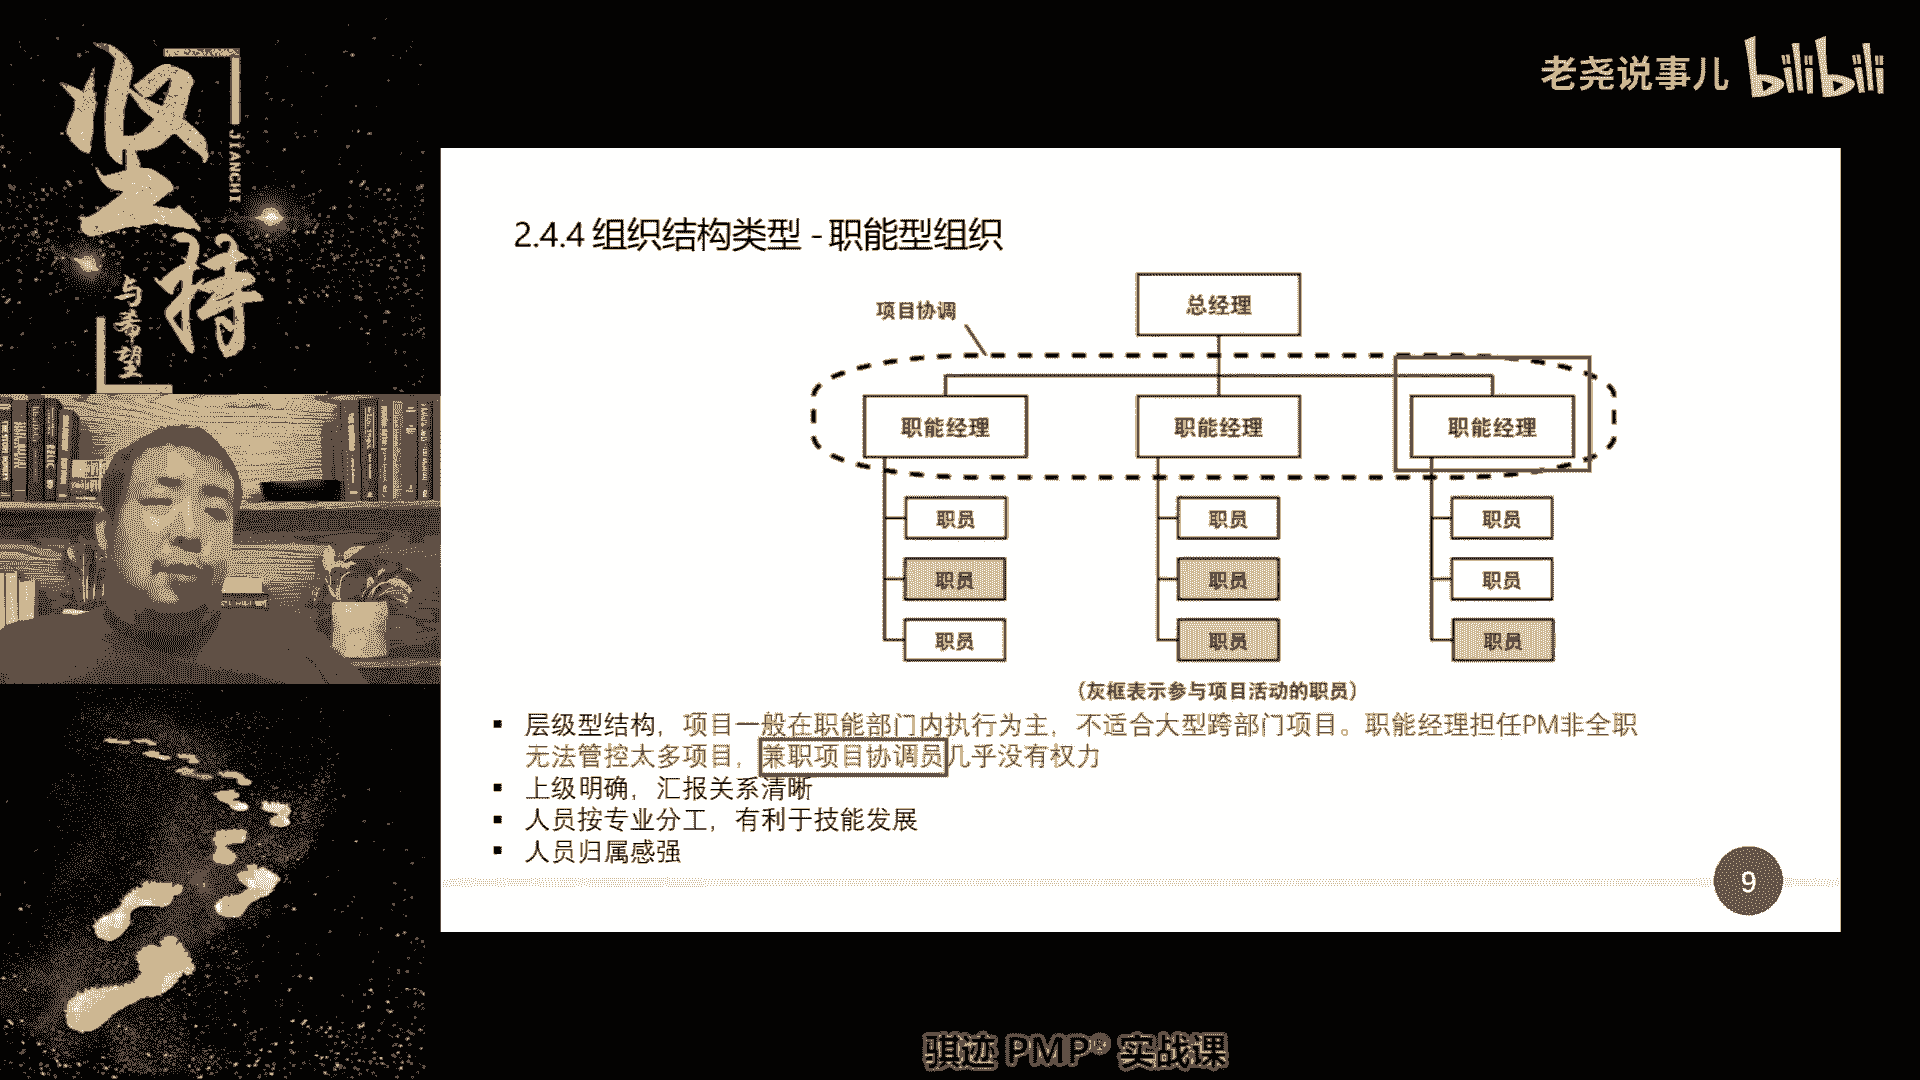 坚持
JIANCHI
与希望
老尧说事儿 bilibili
2.4.4 组织结构类型 - 职能型组织
总经理
项目协调
职能经理 职能经理 职能经理
职员 职员 职员
职员 职员 职员
职员 职员 职员
（灰框表示参与项目活动的职员）
▪ 层级型结构，项目一般在职能部门内执行为主，不适合大型跨部门项目。职能经理担任PM非全职
无法管控太多项目，兼职项目协调员几乎没有权力
▪ 上级明确，汇报关系清晰
▪ 人员按专业分工，有利于技能发展
▪ 人员归属感强
9
骐迹 PMP® 实战课